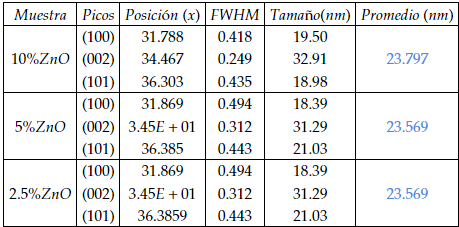 Muestra Picos Posición (x) FWHM Tamaño(nm) Promedio (nm)
(100) 31.788 0.418 19.50
10%ZnO (002) 34.467 0.249 32.91 23.797
(101) 36.303 0.435 18.98
(100) 31.869 0.494 18.39
5%ZnO (002) 3.45E + 01 0.312 31.29 23.569
(101) 36.385 0.443 21.03
(100) 31.869 0.494 18.39
2.5%ZnO (002) 3.45E + 01 0.312 31.29 23.569
(101) 36.3859 0.443 21.03